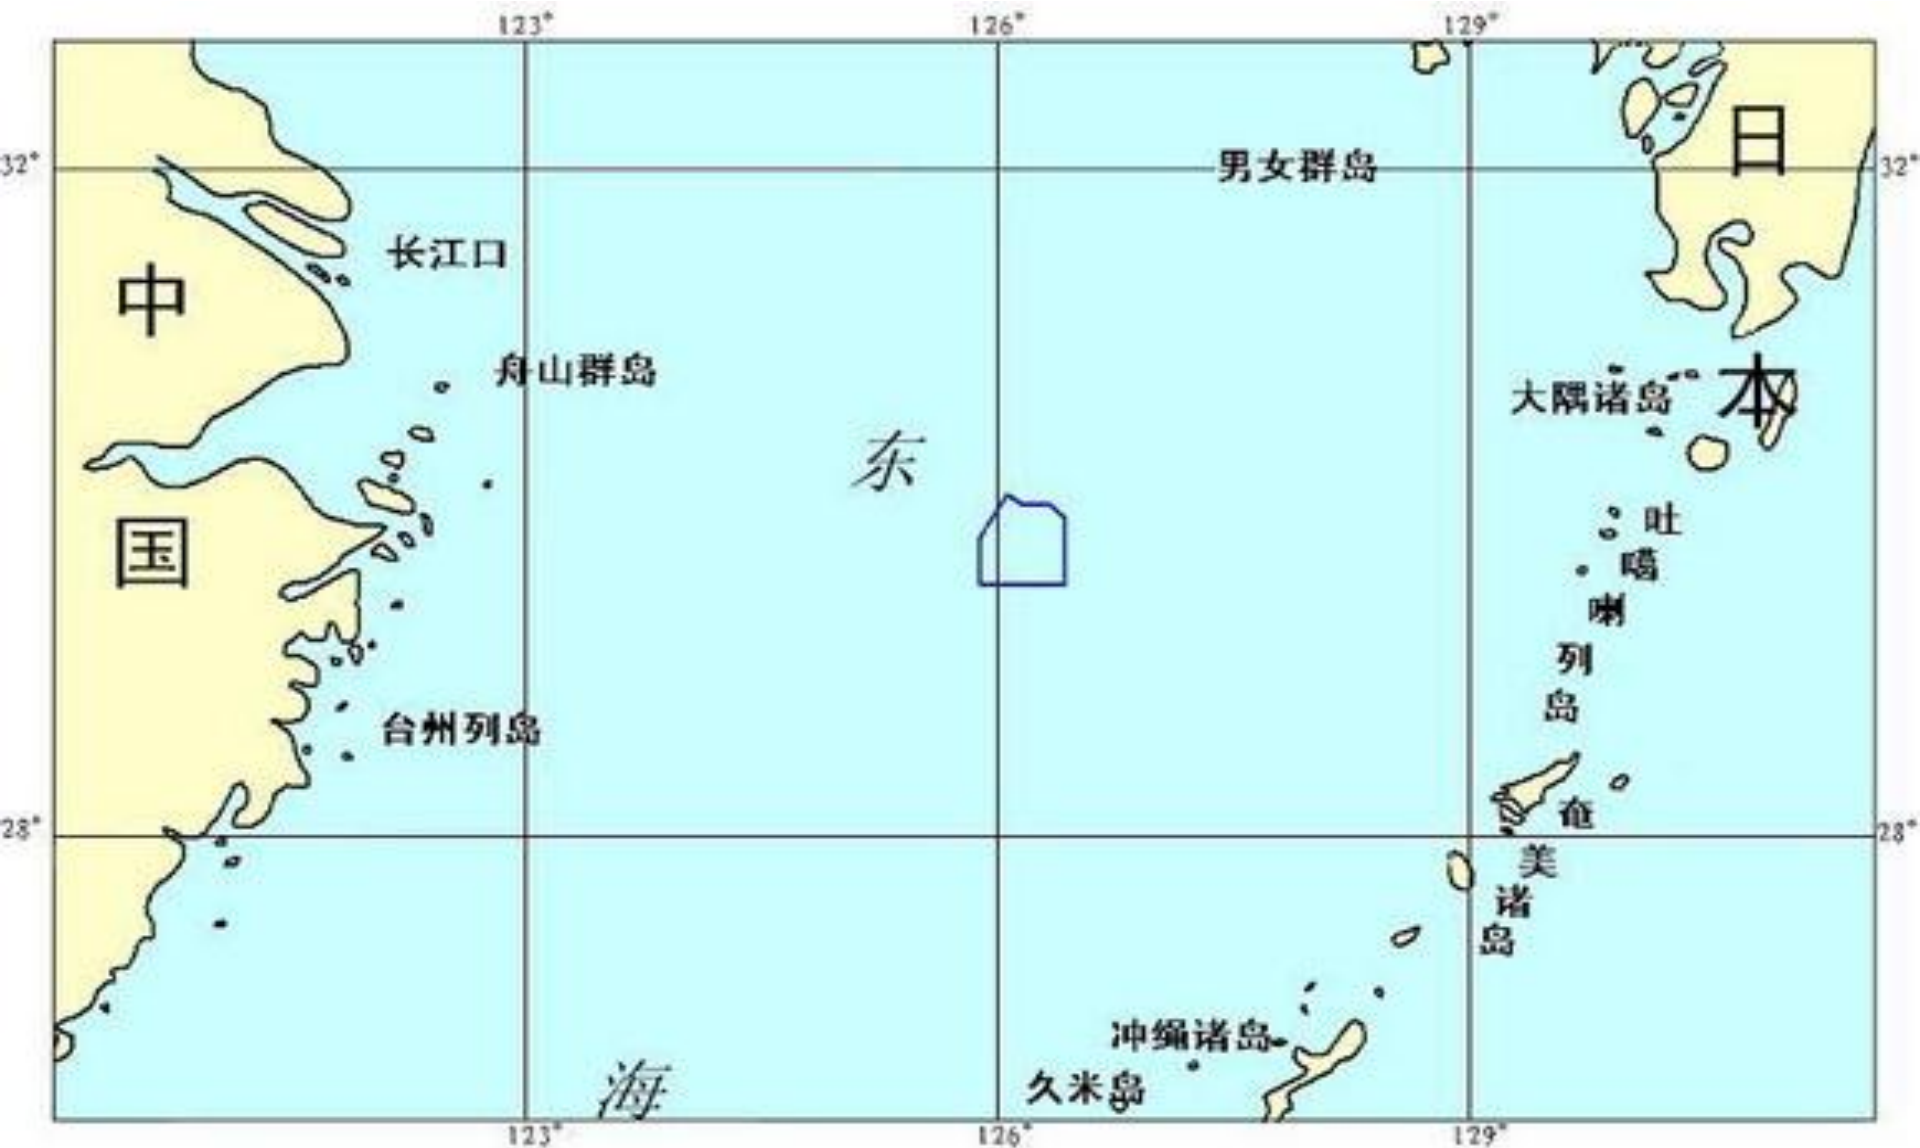 123° 126° 129°
32° 32°
男女群岛
日本
长江口
中国
舟山群岛
大隅诸岛
东海
吐噶喇列岛
台州列岛
28° 28°
奄美诸岛
冲绳诸岛
久米岛
123° 126° 129°